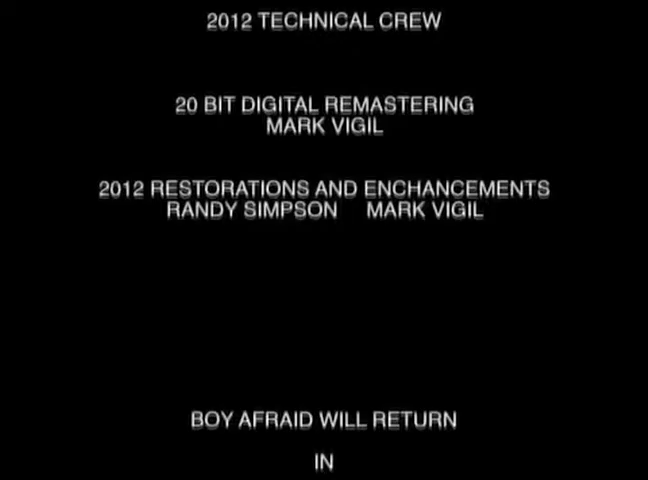 2012 TECHNICAL CREW
20 BIT DIGITAL REMASTERING
MARK VIGIL
2012 RESTORATIONS AND ENCHANCEMENTS
RANDY SIMPSON MARK VIGIL
BOY AFRAID WILL RETURN
IN